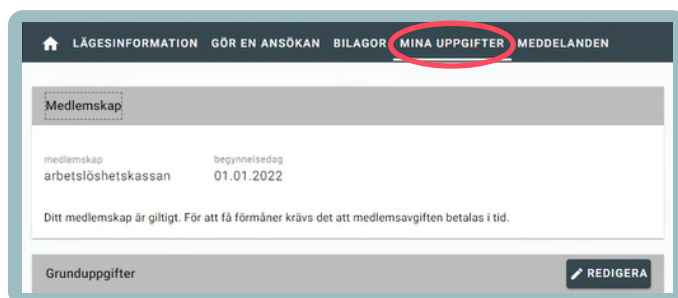 LÄGESINFORMATION GÖR EN ANSÖKAN BILAGOR MINA UPPGIFTER MEDDELANDEN
Medlemskap
medlemskap begynnelsedag
arbetslöshetskassan 01.01.2022
Ditt medlemskap är giltigt. För att få förmåner krävs det att medlemsavgiften betalas i tid.
Grunduppgifter REDIGERA